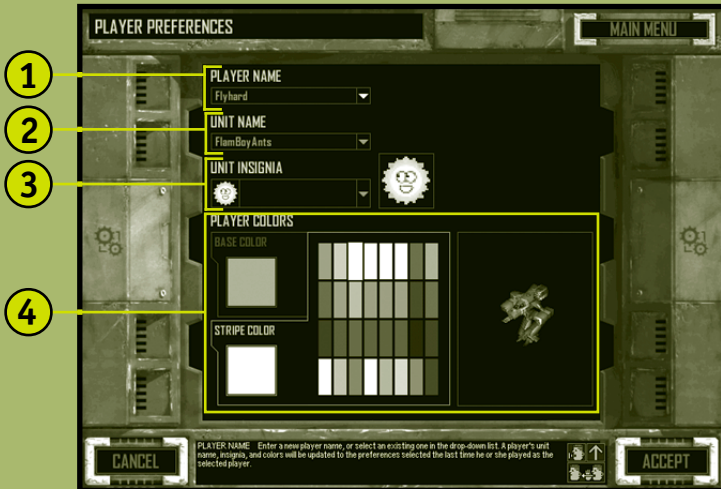 PLAYER PREFERENCES
MAIN MENU
1
PLAYER NAME
Flyhard
2
UNIT NAME
FlamBoyAnts
3
UNIT INSIGNIA
4
PLAYER COLORS
BASE COLOR
STRIPE COLOR
CANCEL
PLAYER NAME Enter a new player name, or select an existing one in the drop-down list. A player's unit
name, insignia, and colors will be updated to the preferences selected the last time he or she played as the
selected player.
ACCEPT